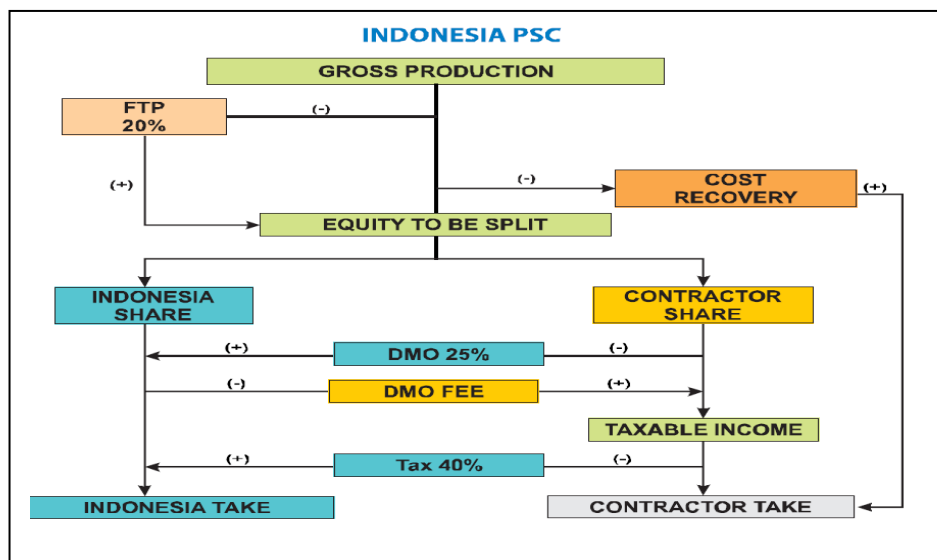 INDONESIA PSC
GROSS PRODUCTION
FTP
20%
(-)
(+)
(-)
COST
RECOVERY
(+)
EQUITY TO BE SPLIT
INDONESIA
SHARE
CONTRACTOR
SHARE
(+)
DMO 25%
(-)
(-)
DMO FEE
(+)
TAXABLE INCOME
(+)
Tax 40%
(-)
INDONESIA TAKE
CONTRACTOR TAKE